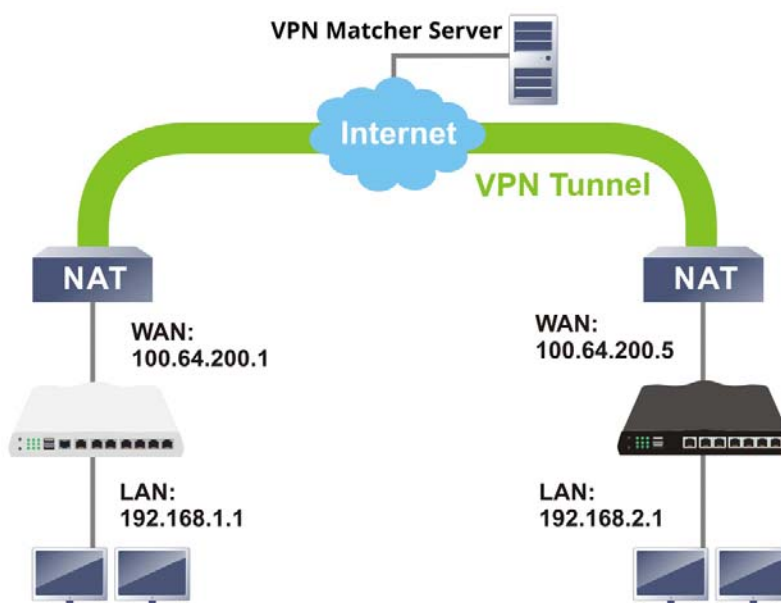 VPN Matcher Server
Internet
VPN Tunnel
NAT
NAT
WAN:
100.64.200.1
WAN:
100.64.200.5
LAN:
192.168.1.1
LAN:
192.168.2.1